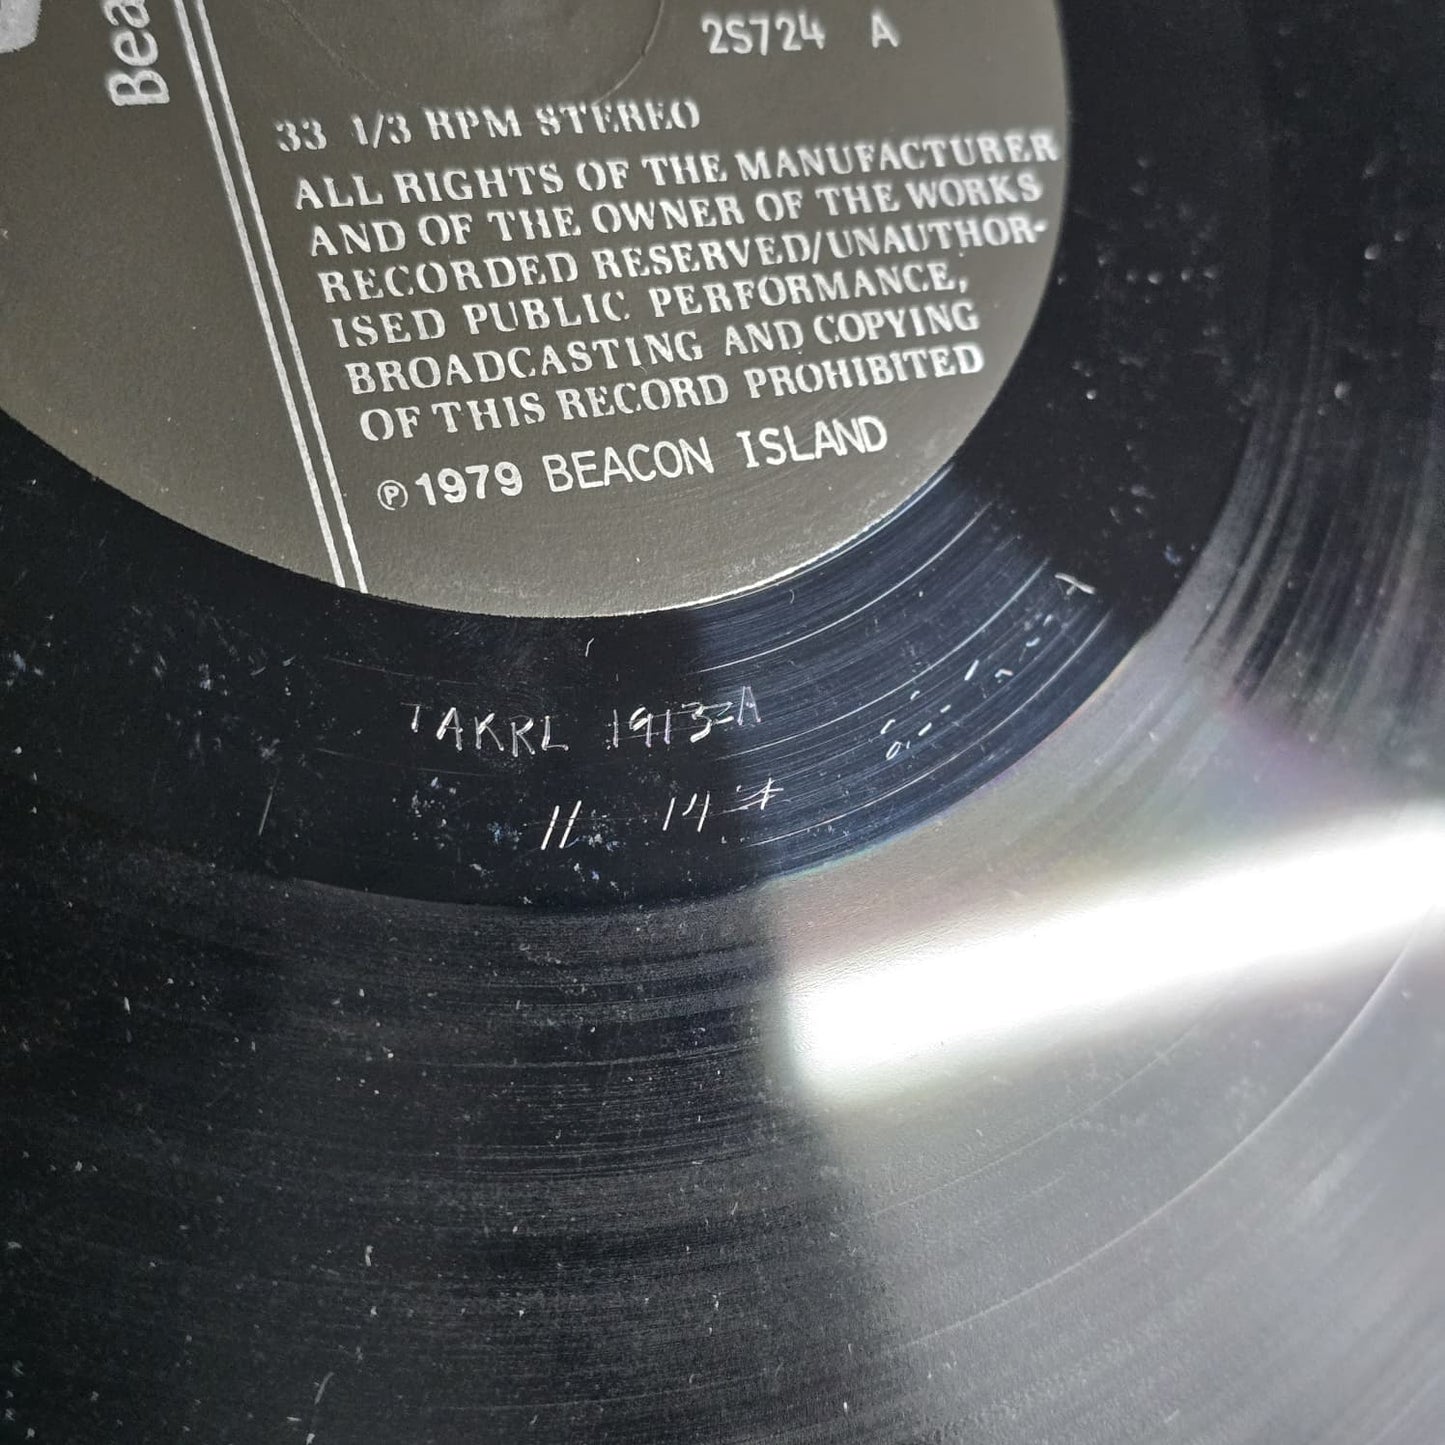 Bea
2S724 A
33 1/3 RPM STEREO
ALL RIGHTS OF THE MANUFACTURER
AND OF THE OWNER OF THE WORKS
RECORDED RESERVED/UNAUTHOR-
ISED PUBLIC PERFORMANCE,
BROADCASTING AND COPYING
OF THIS RECORD PROHIBITED
℗ 1979 BEACON ISLAND
TAKRL 1913-A